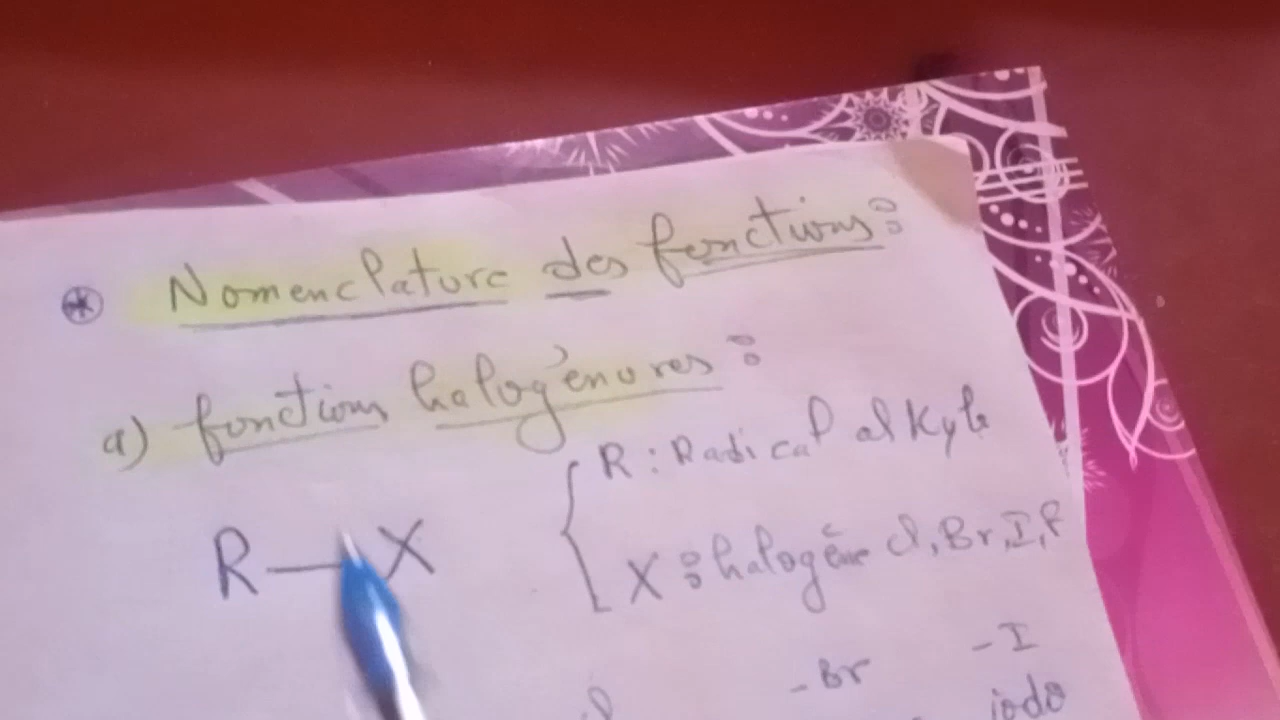 * Nomenclature des fonctions :
a) fonctions halogénures :
R — X
R : Radical alkyle
X : halogène Cl, Br, I, F
-Br -I
iodo